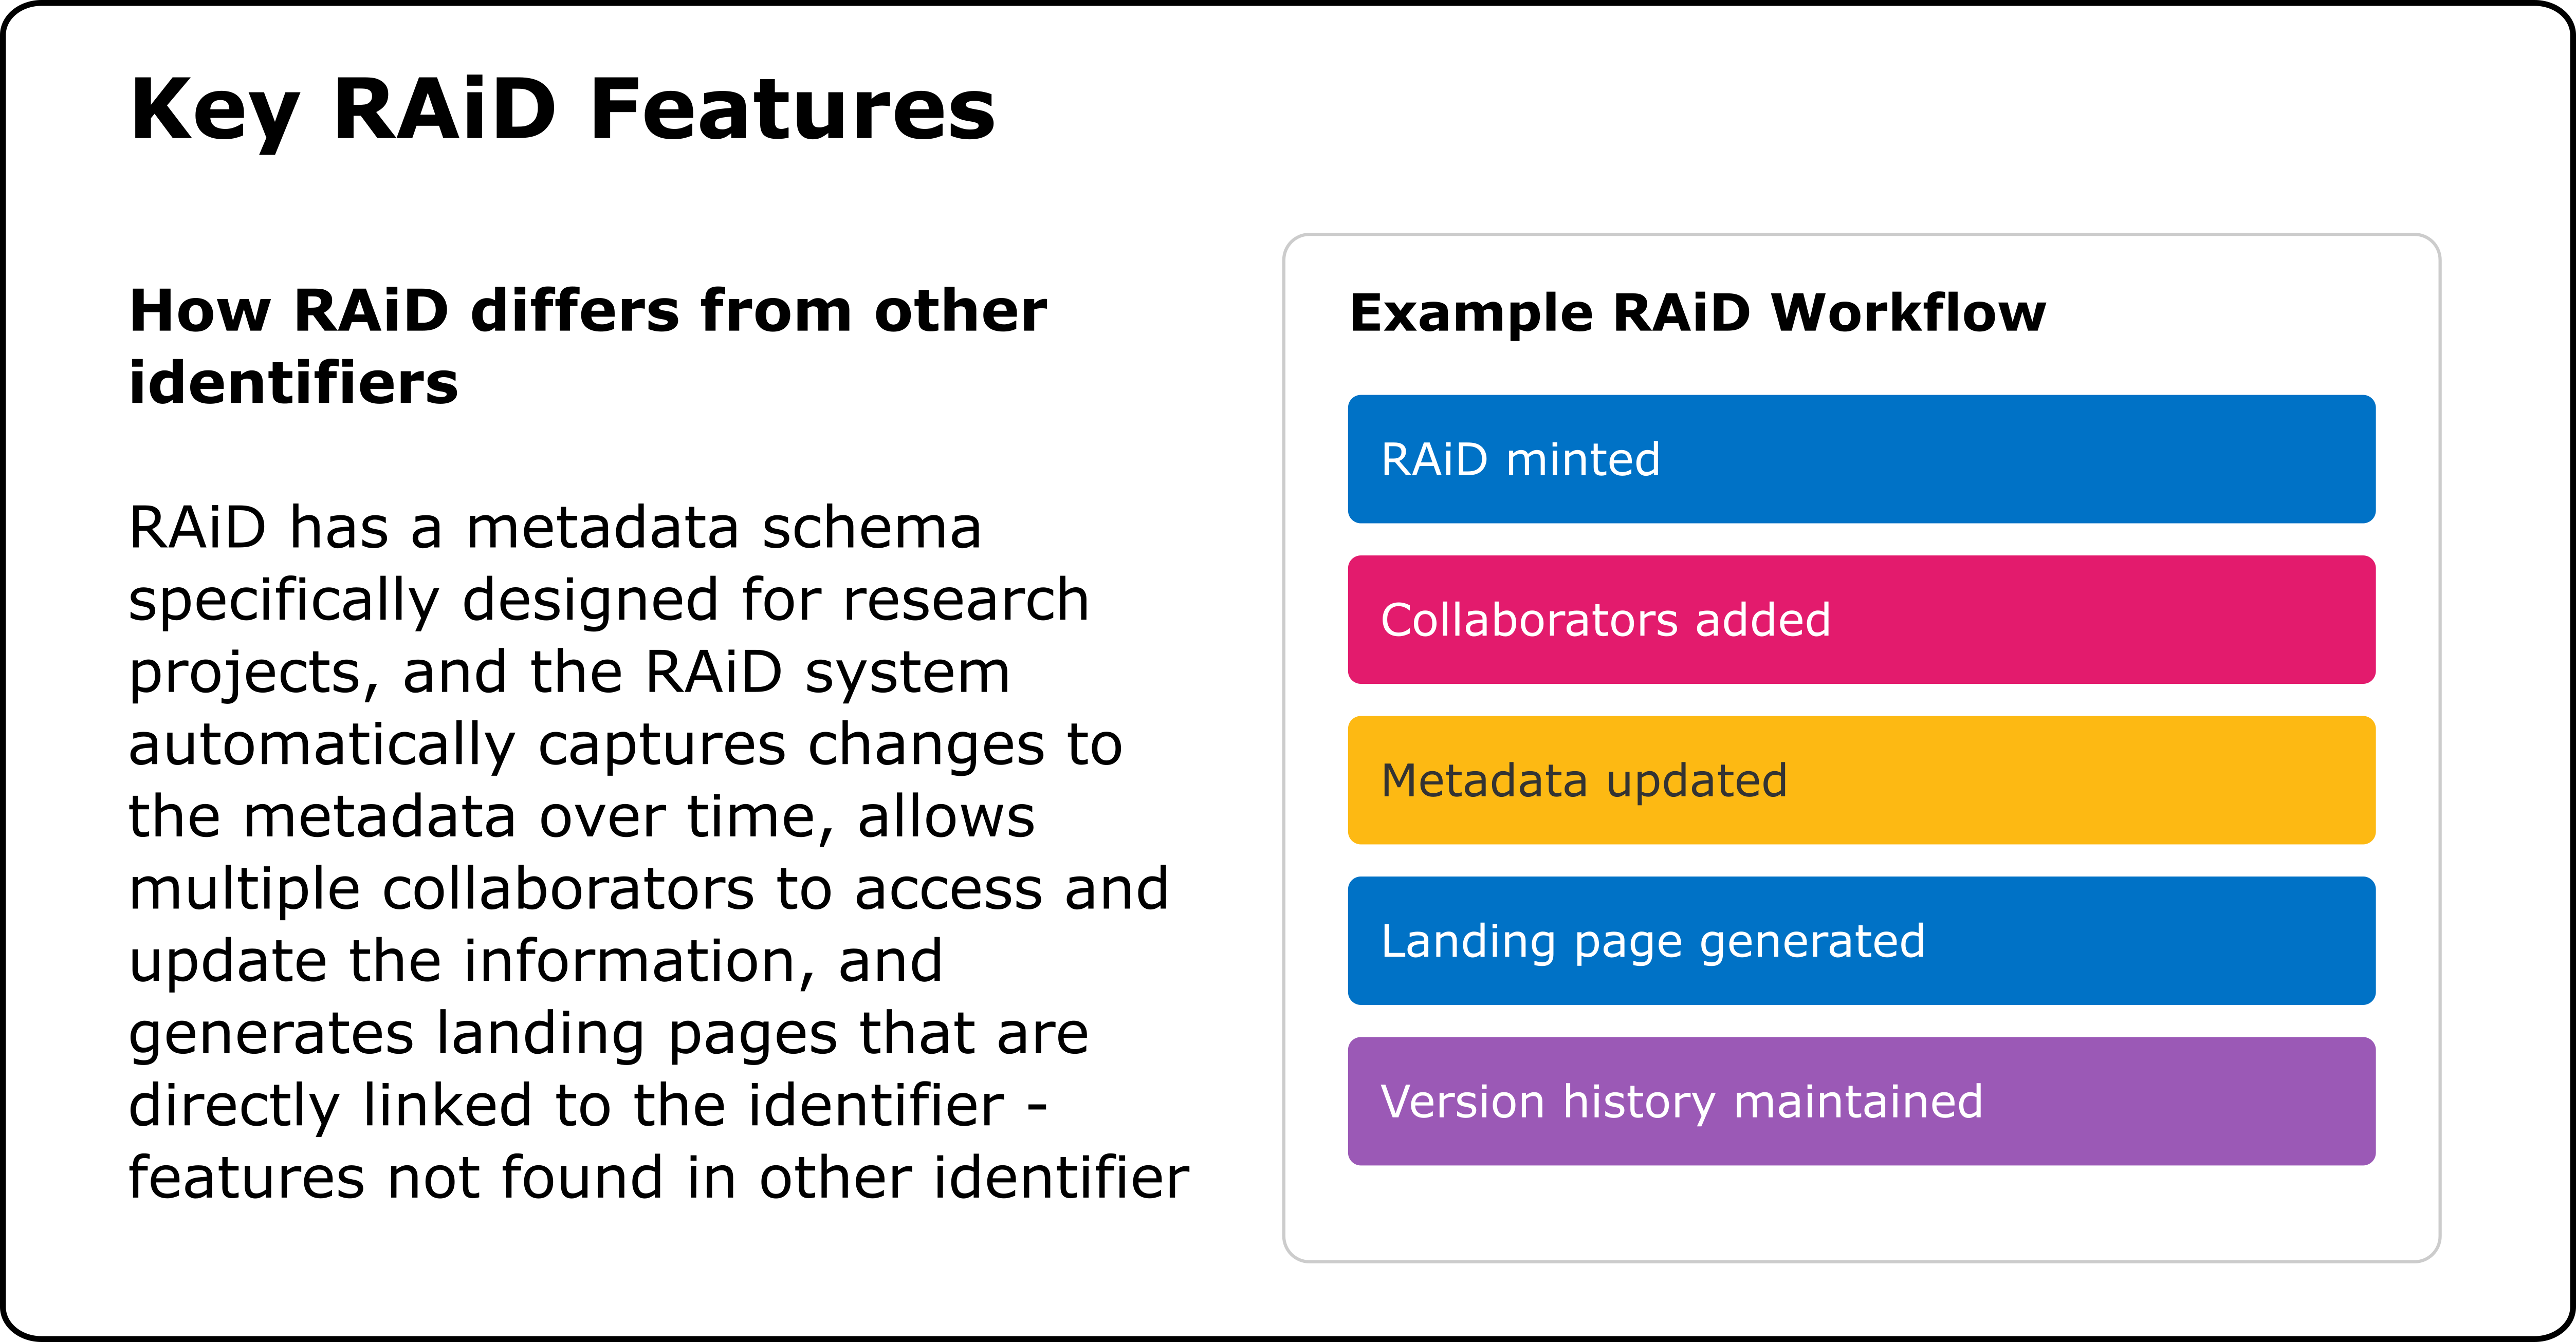 Key RAiD Features
How RAiD differs from other
identifiers
RAiD has a metadata schema
specifically designed for research
projects, and the RAiD system
automatically captures changes to
the metadata over time, allows
multiple collaborators to access and
update the information, and
generates landing pages that are
directly linked to the identifier -
features not found in other identifier
Example RAiD Workflow
RAiD minted
Collaborators added
Metadata updated
Landing page generated
Version history maintained